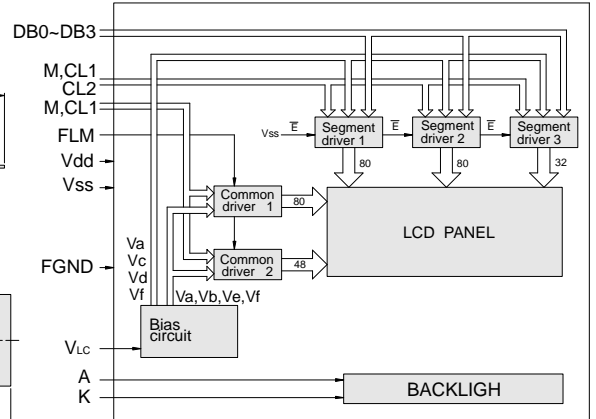 DB0~DB3
M,CL1
CL2
M,CL1
FLM
Vdd
Vss
FGND
VLC
A
K
Vss
E
Segment
driver 1
E
Segment
driver 2
E
Segment
driver 3
80
80
32
Common
driver 1
80
Common
driver 2
48
LCD PANEL
Va
Vc
Vd
Vf
Va,Vb,Ve,Vf
Bias
circuit
BACKLIGH